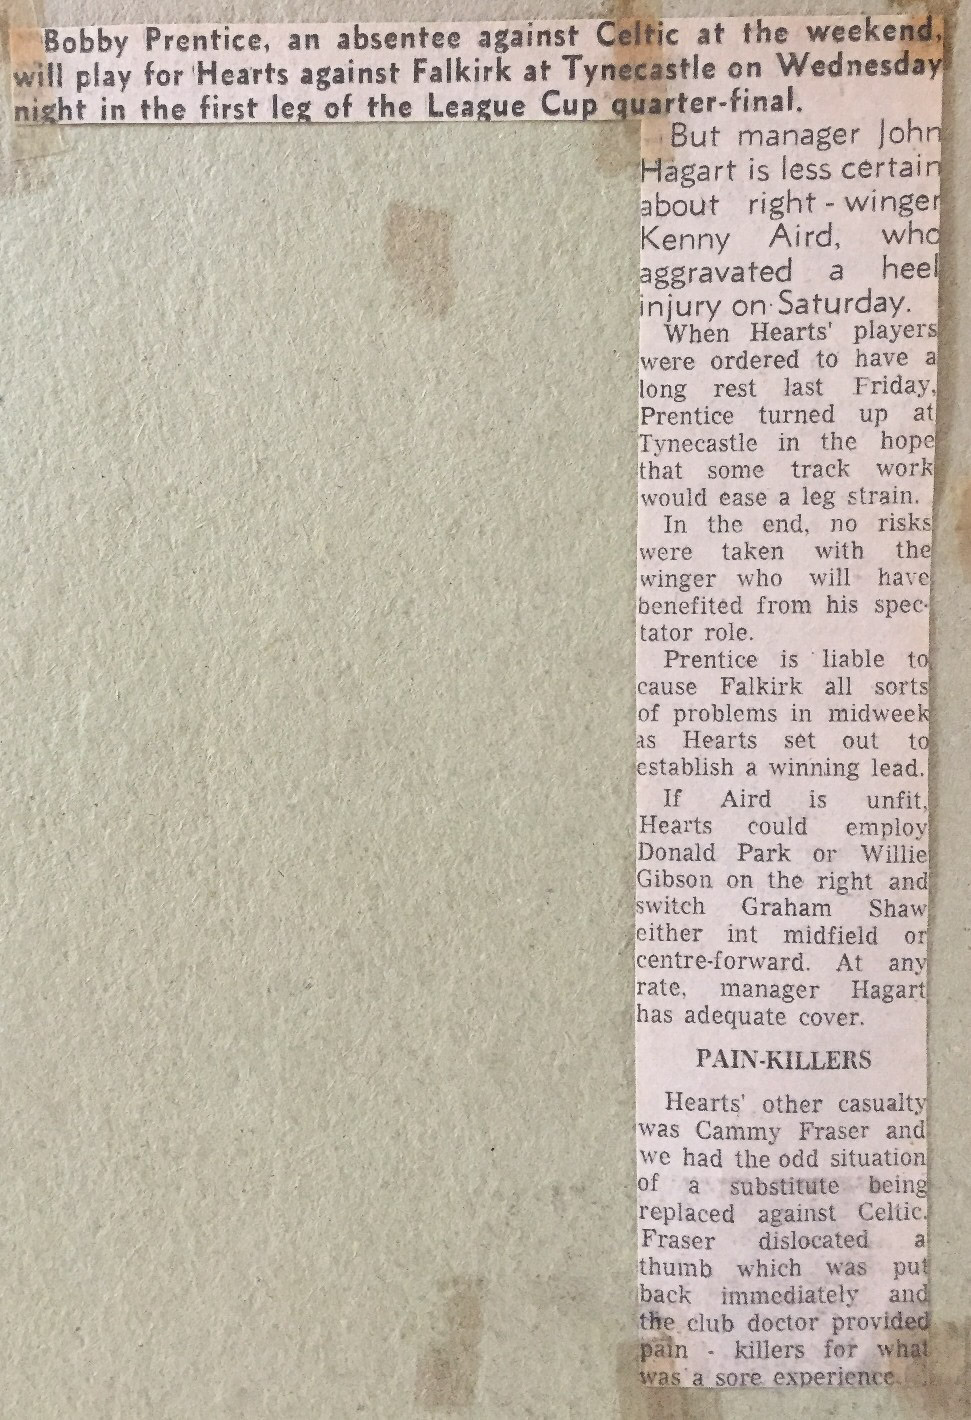 Bobby Prentice, an absentee against Celtic at the weekend,
will play for Hearts against Falkirk at Tynecastle on Wednesday
night in the first leg of the League Cup quarter-final.
But manager John
Hagart is less certain
about right - winger
Kenny Aird, who
aggravated a heel
injury on Saturday.
When Hearts' players
were ordered to have a
long rest last Friday,
Prentice turned up at
Tynecastle in the hope
that some track work
would ease a leg strain.
In the end, no risks
were taken with the
winger who will have
benefited from his spec-
tator role.
Prentice is liable to
cause Falkirk all sorts
of problems in midweek
as Hearts set out to
establish a winning lead.
If Aird is unfit,
Hearts could employ
Donald Park or Willie
Gibson on the right and
switch Graham Shaw
either int midfield or
centre-forward. At any
rate, manager Hagart
has adequate cover.
PAIN-KILLERS
Hearts' other casualty
was Cammy Fraser and
we had the odd situation
of a substitute being
replaced against Celtic.
Fraser dislocated a
thumb which was put
back immediately and
the club doctor provided
pain - killers for what
was a sore experience.